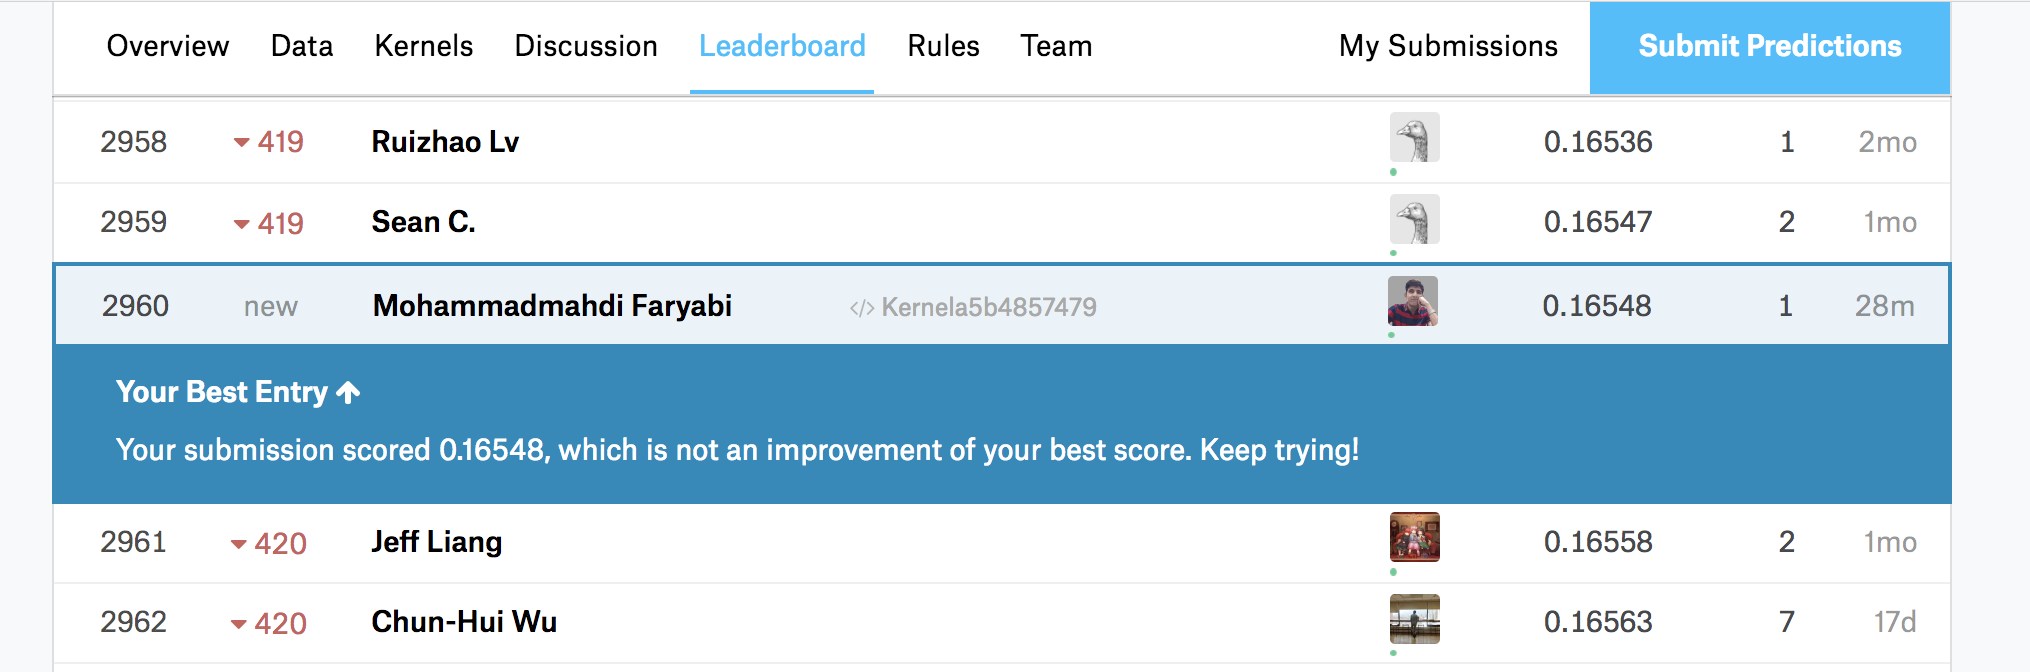 Overview Data Kernels Discussion Leaderboard Rules Team My Submissions Submit Predictions
2958 419 Ruizhao Lv 0.16536 1 2mo
2959 419 Sean C. 0.16547 2 1mo
2960 new Mohammadmahdi Faryabi </> Kernela5b4857479 0.16548 1 28m
Your Best Entry
Your submission scored 0.16548, which is not an improvement of your best score. Keep trying!
2961 420 Jeff Liang 0.16558 2 1mo
2962 420 Chun-Hui Wu 0.16563 7 17d